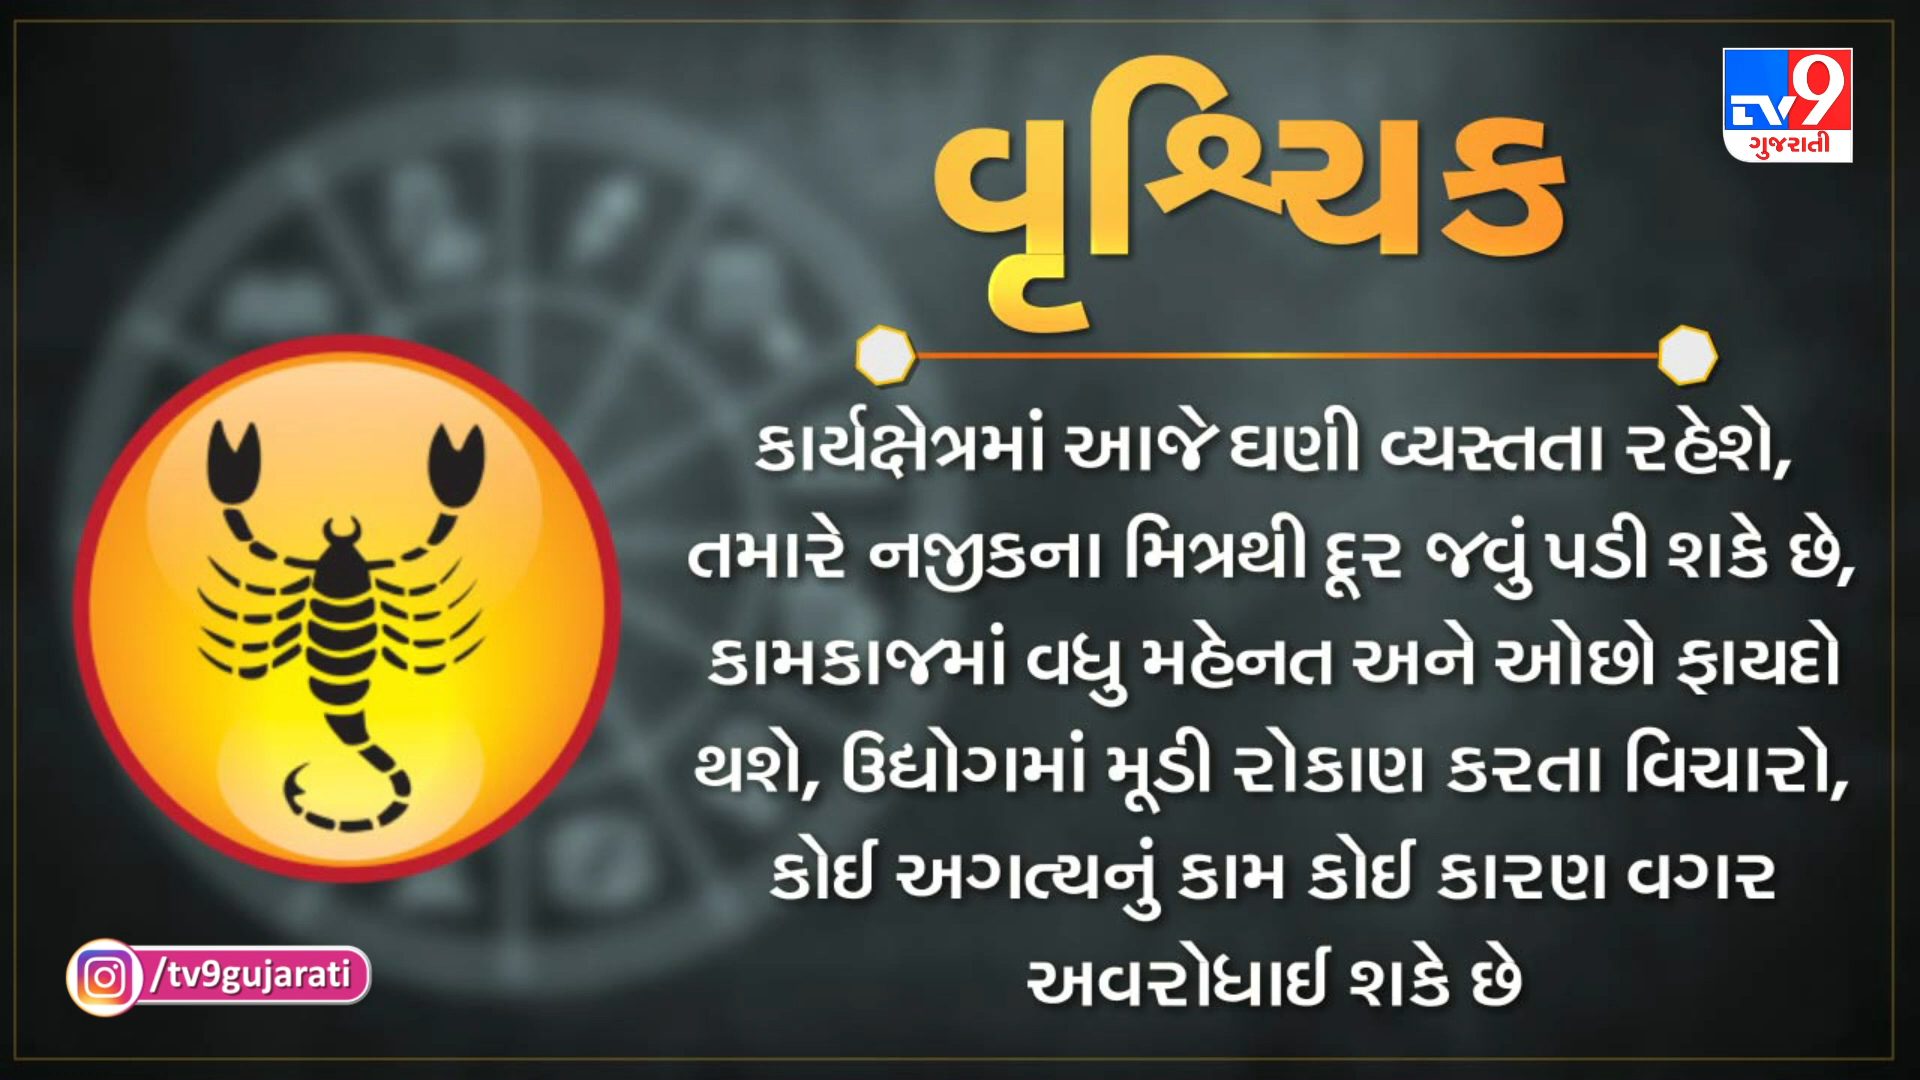 વૃશ્ચિક
TV9
ગુજરાતી
કાર્યક્ષેત્રમાં આજે ઘણી વ્યસ્તતા રહેશે,
તમારે નજીકના મિત્રથી દૂર જવું પડી શકે છે,
કામકાજમાં વધુ મહેનત અને ઓછો ફાયદો
થશે, ઉદ્યોગમાં મૂડી રોકાણ કરતા વિચારો,
કોઈ અગત્યનું કામ કોઈ કારણ વગર
અવરોધાઈ શકે છે
/tv9gujarati